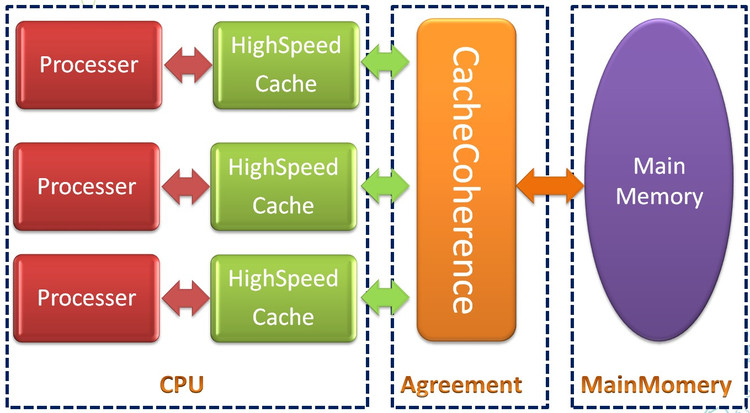 Processer
HighSpeed
Cache
Processer
HighSpeed
Cache
Processer
HighSpeed
Cache
CacheCoherence
Main
Memory
CPU
Agreement
MainMomery